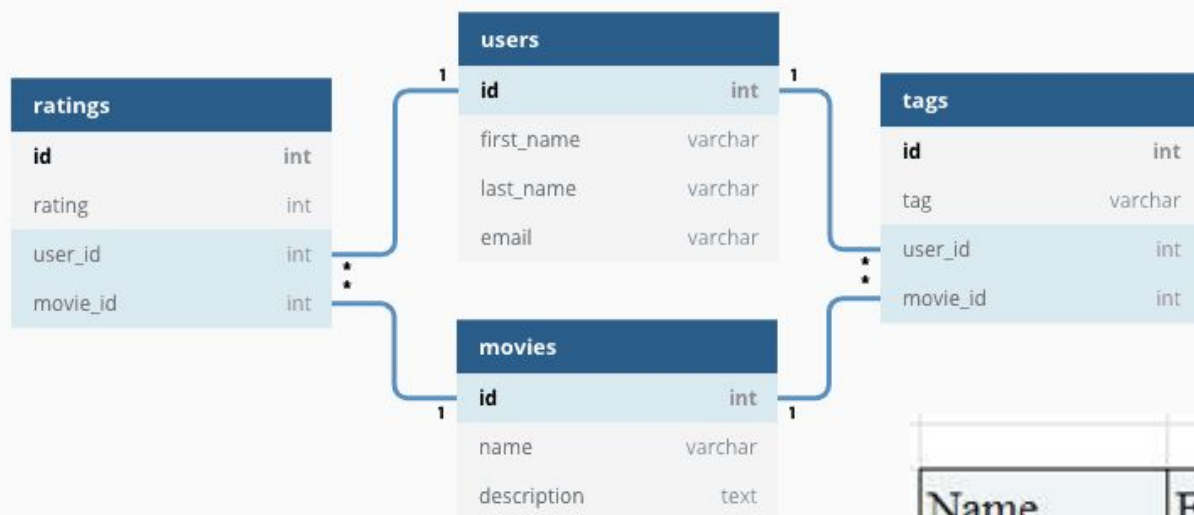 users
1
id int
1
first_name varchar
last_name varchar
email varchar
ratings
id int
rating int
user_id int
*
*
movie_id int
tags
id int
tag varchar
*
user_id int
*
movie_id int
movies
1
id int
1
name varchar
description text
Name